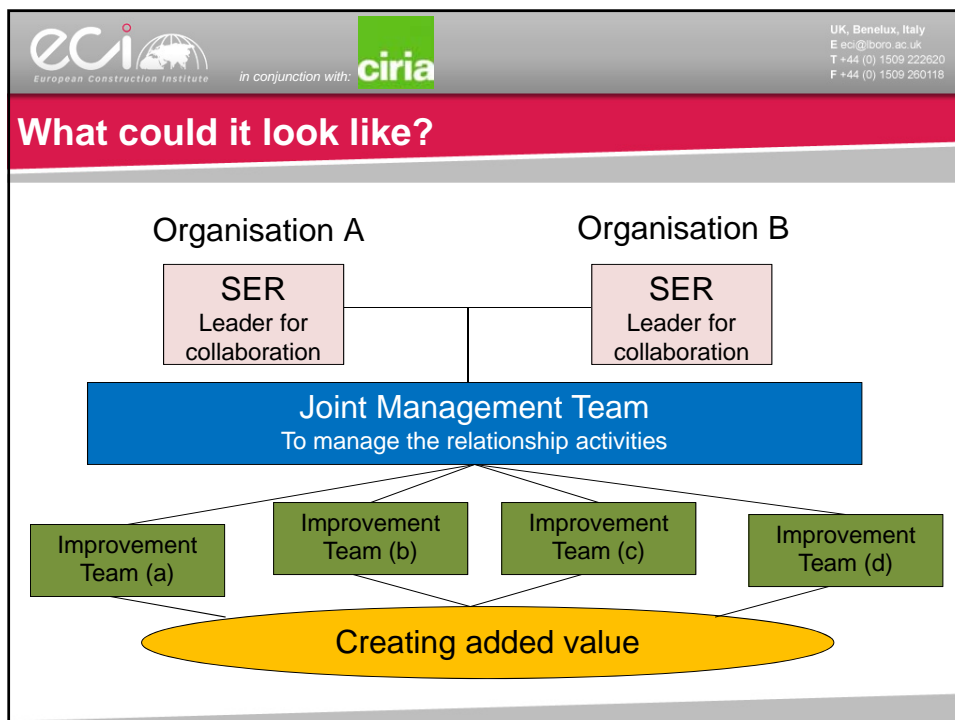 eci
European Construction Institute
in conjunction with:
ciria
UK, Benelux, Italy
E eci@lboro.ac.uk
T +44 (0) 1509 222620
F +44 (0) 1509 260118
What could it look like?
Organisation A
Organisation B
SER
Leader for
collaboration
SER
Leader for
collaboration
Joint Management Team
To manage the relationship activities
Improvement
Team (a)
Improvement
Team (b)
Improvement
Team (c)
Improvement
Team (d)
Creating added value